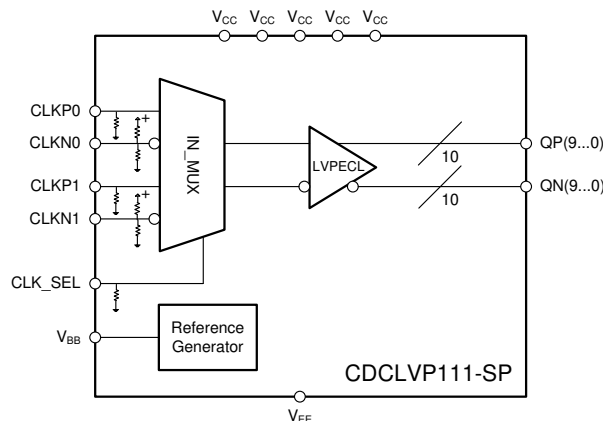 VCC VCC VCC VCC VCC
CLKP0
+
CLKN0
IN_MUX
LVPECL
10
QP(9...0)
CLKP1
+
10
QN(9...0)
CLKN1
CLK_SEL
VBB
Reference
Generator
CDCLVP111-SP
VEE